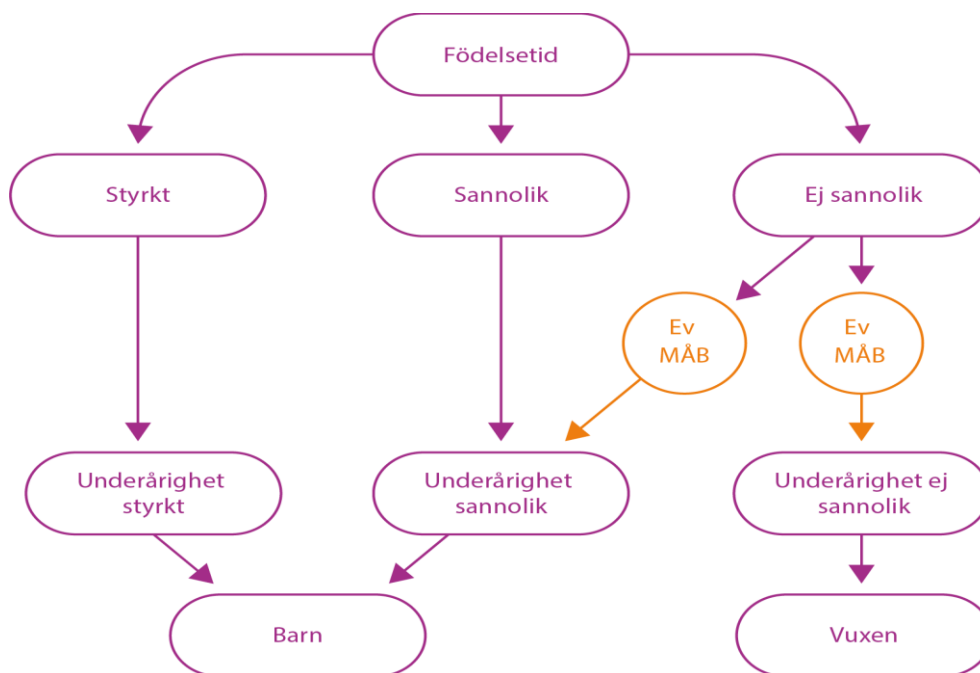 Födelsetid
Styrkt
Sannolik
Ej sannolik
Ev
MÅB
Ev
MÅB
Underårighet
styrkt
Underårighet
sannolik
Underårighet ej
sannolik
Barn
Vuxen